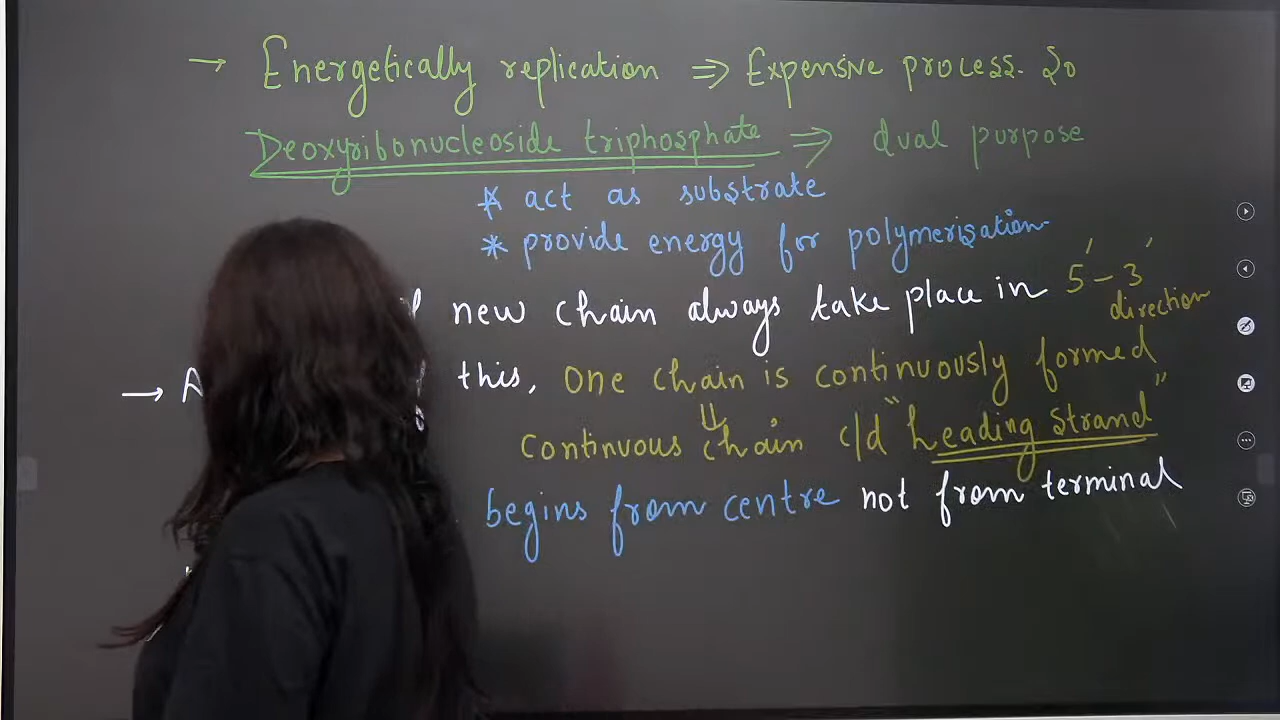 → Energetically replication ⇒ Expensive process. So
Deoxyribonucleoside triphosphate ⇒ dual purpose
* act as substrate
* provide energy for polymerisation
new chain always take place in 5' - 3'
direction
→ this, one chain is continuously formed
⇓
continuous chain c/d "Leading strand"
begins from centre not from terminal